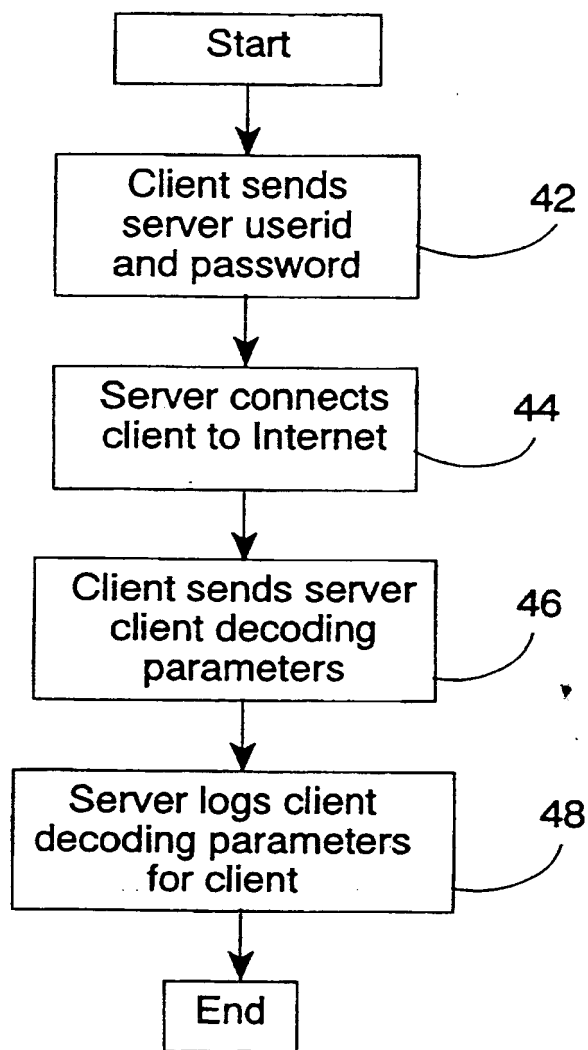 Start
Client sends
server userid
and password
42
Server connects
client to Internet
44
Client sends server
client decoding
parameters
46
Server logs client
decoding parameters
for client
48
End